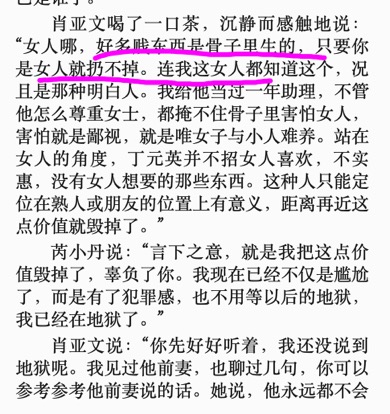 肖亚文喝了一口茶，沉静而感触地说：
“女人哪，好多贱东西是骨子里生的，只要你
是女人就扔不掉。连我这女人都知道这个，况
且是那种明白人。我给他当过一年助理，不管
他怎么尊重女士，都掩不住骨子里害怕女人，
害怕就是鄙视，就是唯女子与小人难养。站在
女人的角度，丁元英并不招女人喜欢，不实
惠，没有女人想要的那些东西。这种人只能定
位在熟人或朋友的位置上有意义，距离再近这
点价值就毁掉了。”
芮小丹说：“言下之意，就是我把这点价
值毁掉了，辜负了你。我现在已经不仅是尴尬
了，而是有了犯罪感，也不用等以后的地狱，
我已经在地狱了。”
肖亚文说：“你先好好听着，我还没说到
地狱呢。我见过他前妻，也聊过几句，你可以
参考参考他前妻说的话。她说，他永远都不会